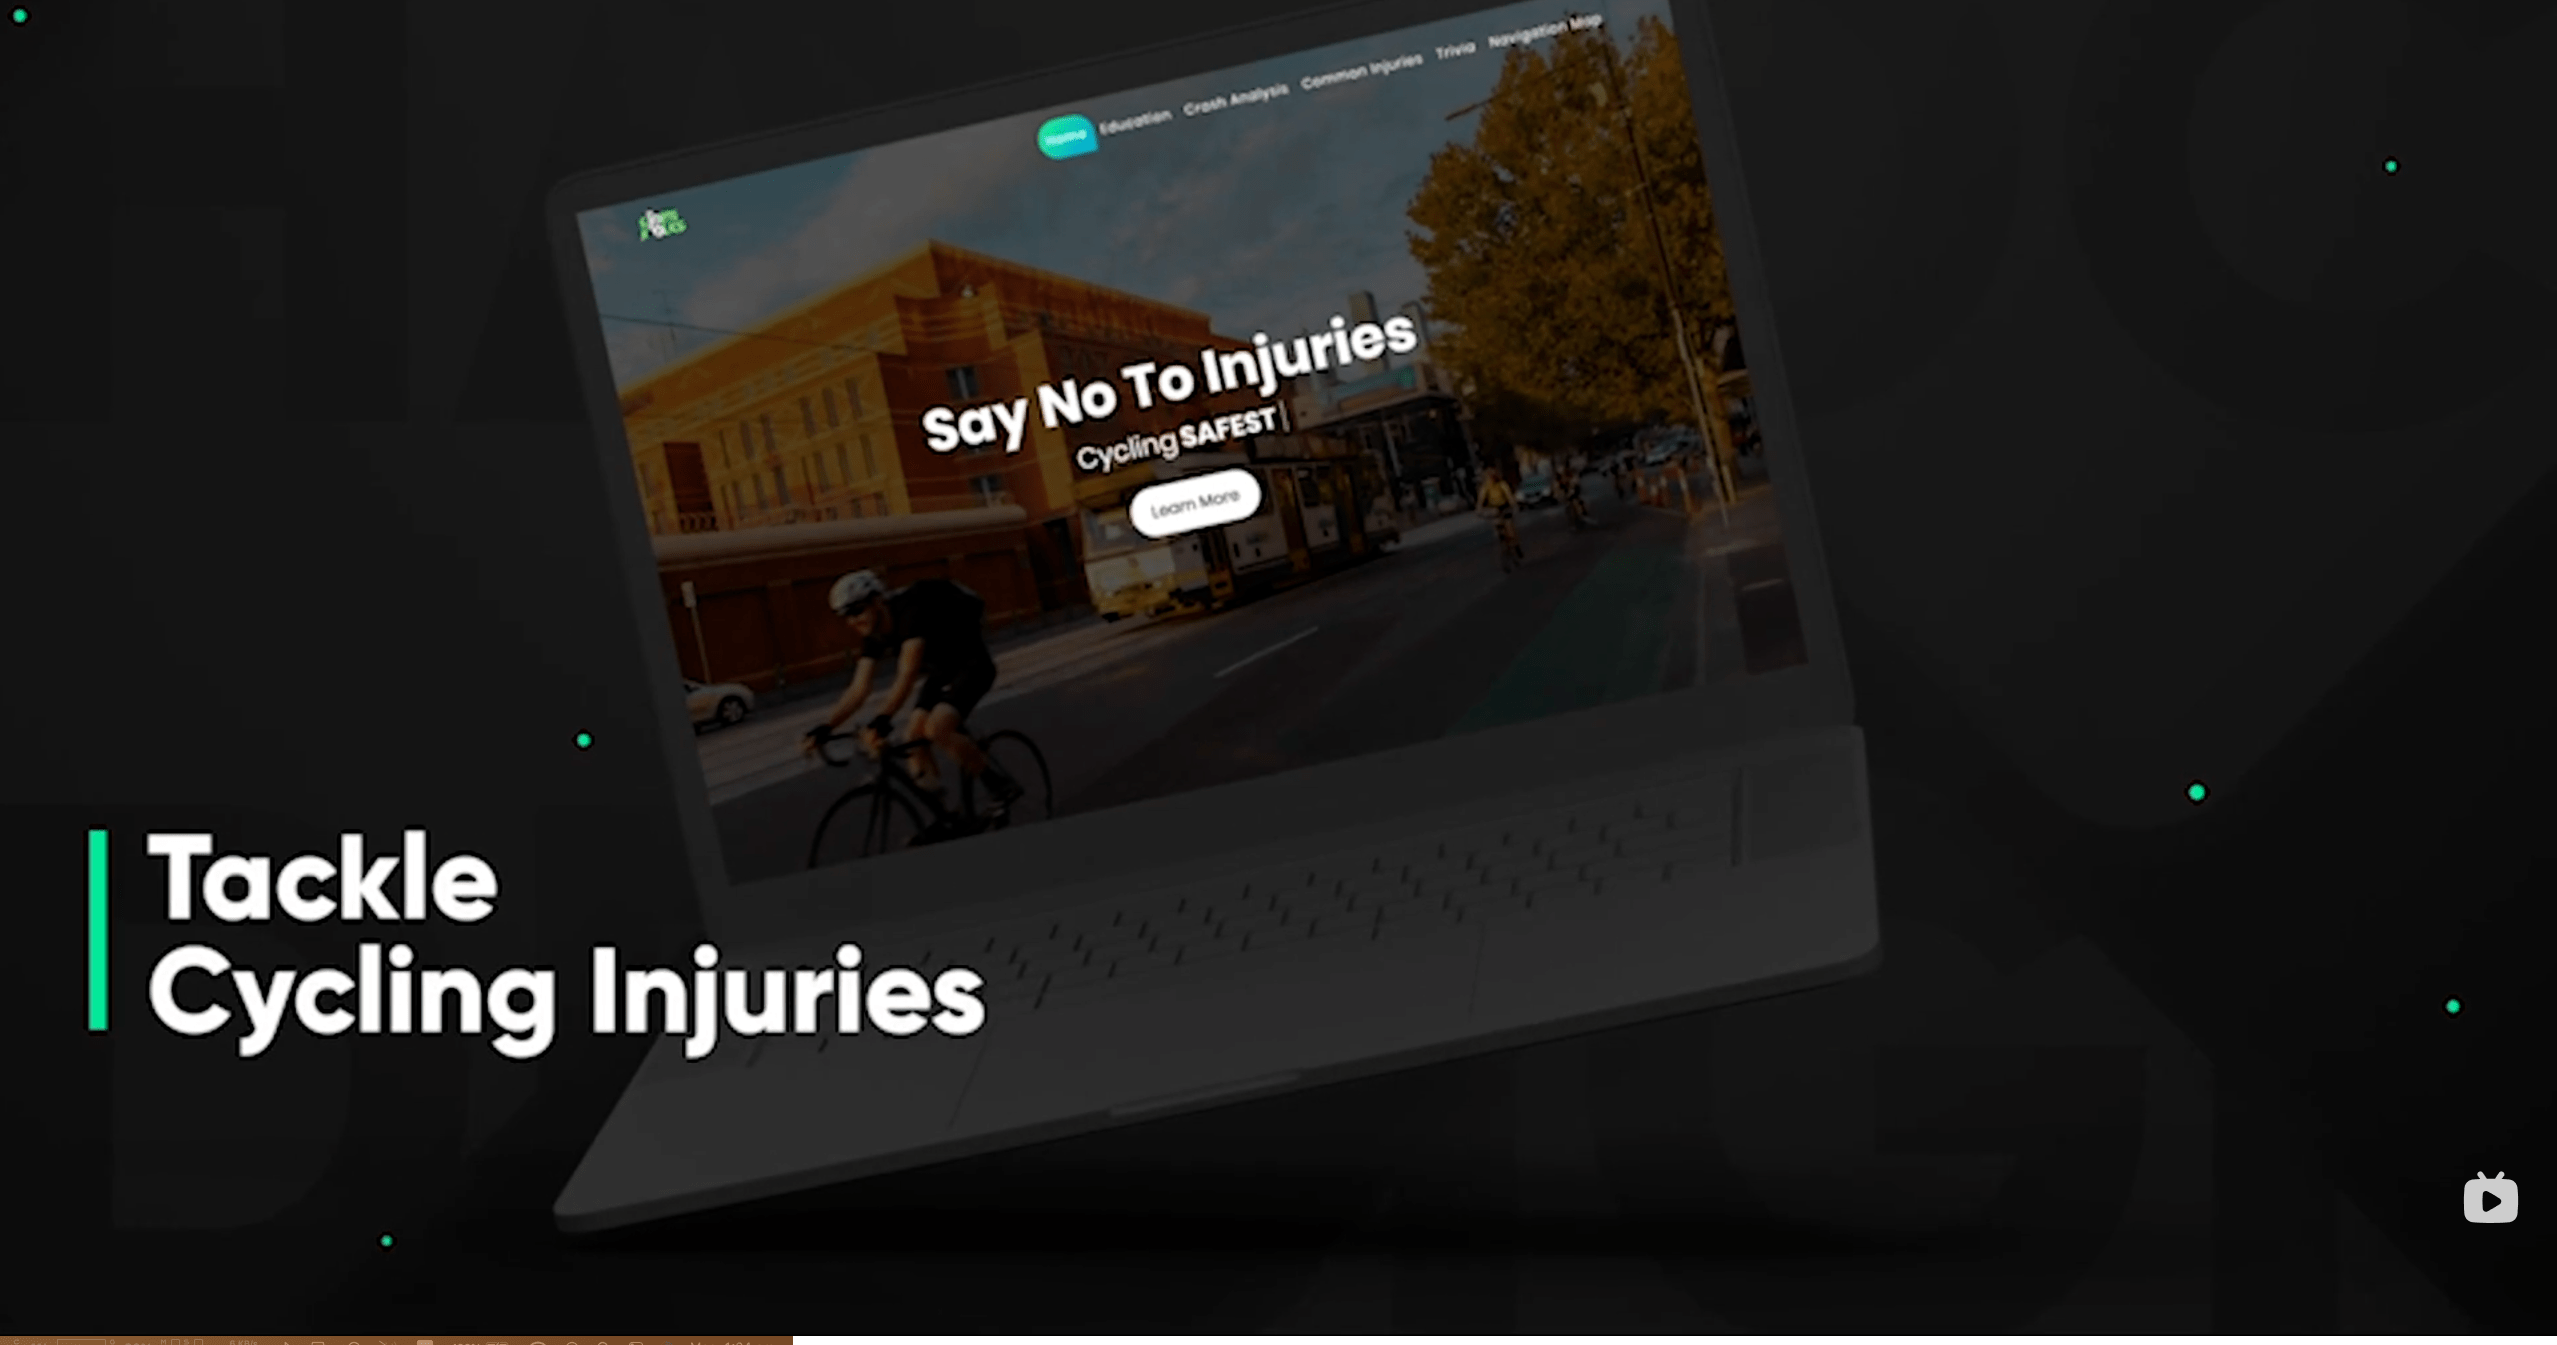 Home Education Crash Analysis Common Injuries Trivia Navigation Map
Say No To Injuries
Cycling SAFEST
Learn More
Tackle
Cycling Injuries